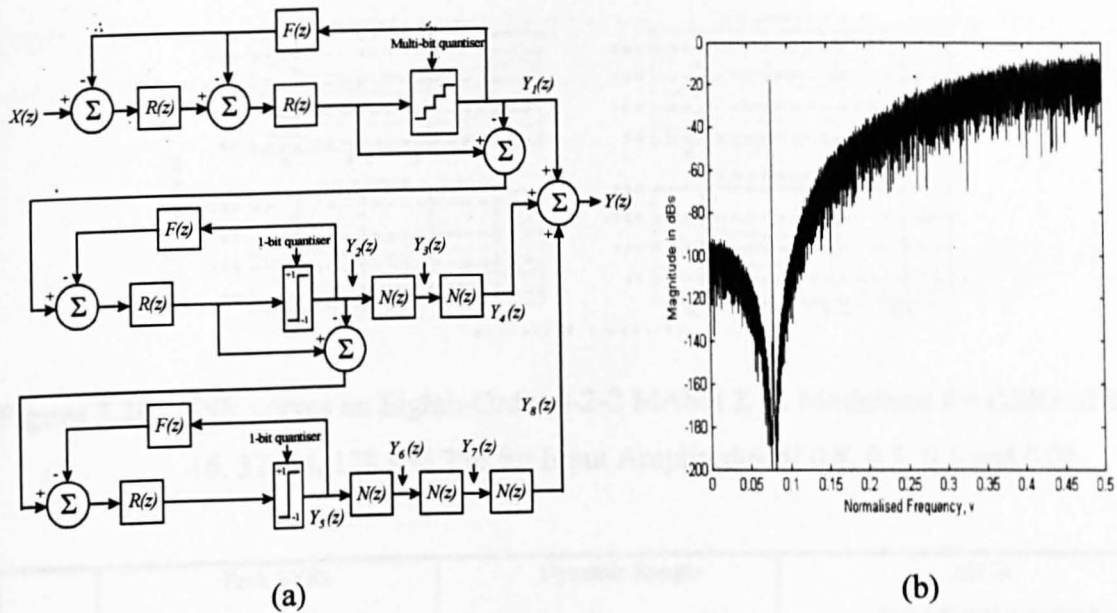 F(z)
Multi-bit quantiser
X(z)
+
-
Σ
R(z)
-
Σ
R(z)
Y₁(z)
+
-
Σ
+
+
+
Σ
Y(z)
F(z)
1-bit quantiser
Y₂(z)
Y₃(z)
-
+
Σ
R(z)
+1
-1
N(z)
N(z)
Y₄(z)
+
Σ
Y₈(z)
F(z)
1-bit quantiser
Y₆(z)
Y₇(z)
-
+
Σ
R(z)
+1
-1
Y₅(z)
N(z)
N(z)
N(z)
(a)
0
-20
-40
-60
-80
-100
-120
-140
-160
-180
-200
Magnitude in dBs
0
0.05
0.1
0.15
0.2
0.25
0.3
0.35
0.4
0.45
0.5
Normalised Frequency, ν
(b)